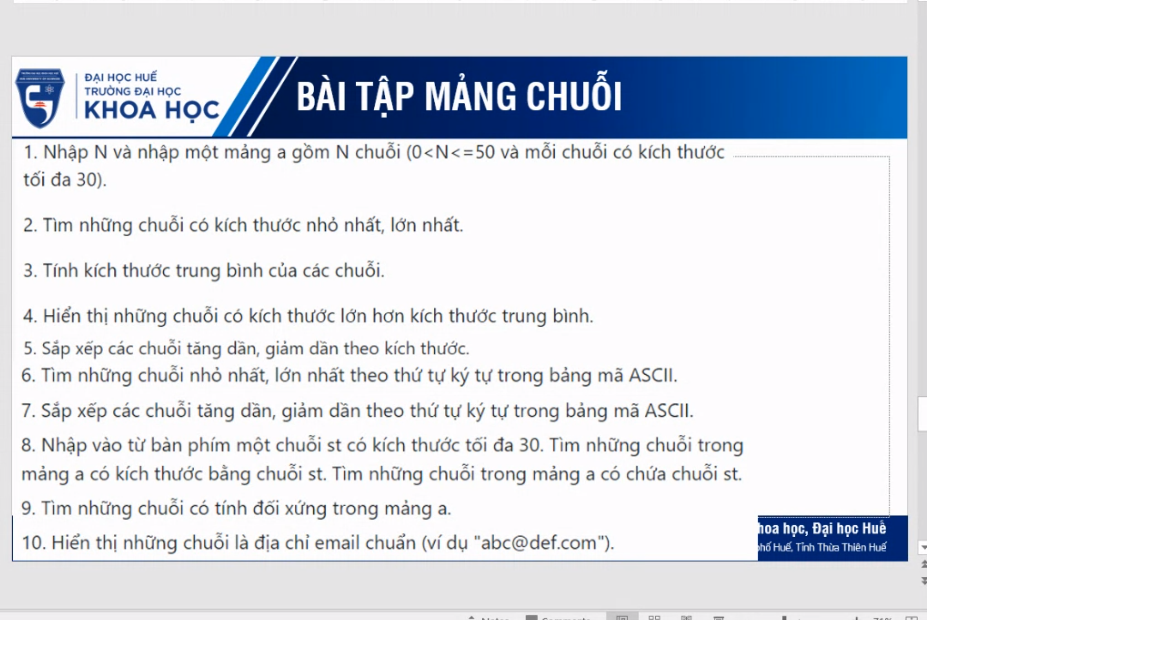 ĐẠI HỌC HUẾ
TRƯỜNG ĐẠI HỌC
KHOA HỌC
BÀI TẬP MẢNG CHUỖI
1. Nhập N và nhập một mảng a gồm N chuỗi (0<N<=50 và mỗi chuỗi có kích thước
tối đa 30).
2. Tìm những chuỗi có kích thước nhỏ nhất, lớn nhất.
3. Tính kích thước trung bình của các chuỗi.
4. Hiển thị những chuỗi có kích thước lớn hơn kích thước trung bình.
5. Sắp xếp các chuỗi tăng dần, giảm dần theo kích thước.
6. Tìm những chuỗi nhỏ nhất, lớn nhất theo thứ tự ký tự trong bảng mã ASCII.
7. Sắp xếp các chuỗi tăng dần, giảm dần theo thứ tự ký tự trong bảng mã ASCII.
8. Nhập vào từ bàn phím một chuỗi st có kích thước tối đa 30. Tìm những chuỗi trong
mảng a có kích thước bằng chuỗi st. Tìm những chuỗi trong mảng a có chứa chuỗi st.
9. Tìm những chuỗi có tính đối xứng trong mảng a.
10. Hiển thị những chuỗi là địa chỉ email chuẩn (ví dụ "abc@def.com").
học, Đại học Huế
Huế, Tỉnh Thừa Thiên Huế